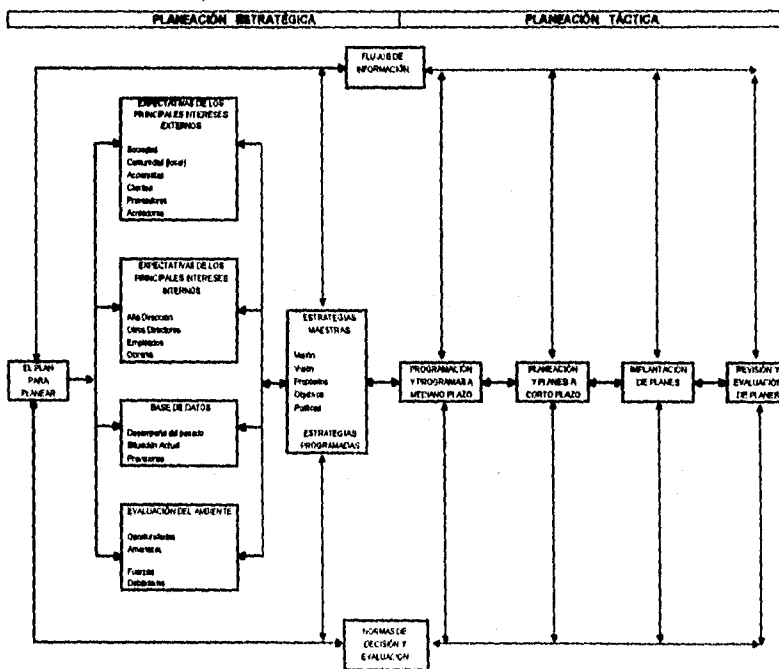 PLANEACIÓN ESTRATÉGICA
PLANEACIÓN TÁCTICA
FLUJOS DE
INFORMACIÓN
EXPECTATIVAS DE LOS
PRINCIPALES INTERESES
EXTERNOS
Sociedad
Comunidad (local)
Accionistas
Clientes
Proveedores
Acreedores
EXPECTATIVAS DE LOS
PRINCIPALES INTERESES
INTERNOS
Alta Dirección
Otros Directores
Empleados
Obreros
BASE DE DATOS
Desempeño del pasado
Situación Actual
Previsiones
EVALUACIÓN DEL AMBIENTE
Oportunidades
Amenazas
Fuerzas
Debilidades
EL PLAN
PARA
PLANEAR
ESTRATEGIAS
MAESTRAS
Misión
Visión
Propósitos
Objetivos
Políticas
ESTRATEGIAS
PROGRAMADAS
PROGRAMACIÓN
Y PROGRAMAS A
MEDIANO PLAZO
PLANEACIÓN
Y PLANES A
CORTO PLAZO
IMPLANTACIÓN
DE PLANES
REVISIÓN Y
EVALUACIÓN
DE PLANES
NORMAS DE
DECISIÓN Y
EVALUACIÓN